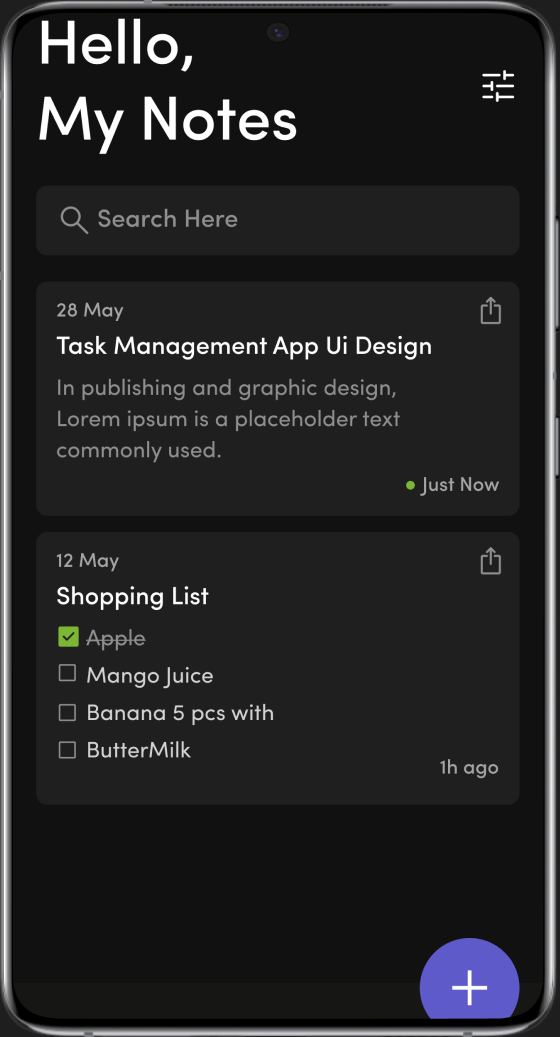 Hello,
My Notes
Search Here
28 May
Task Management App Ui Design
In publishing and graphic design,
Lorem ipsum is a placeholder text
commonly used.
Just Now
12 May
Shopping List
Apple
Mango Juice
Banana 5 pcs with
ButterMilk
1h ago